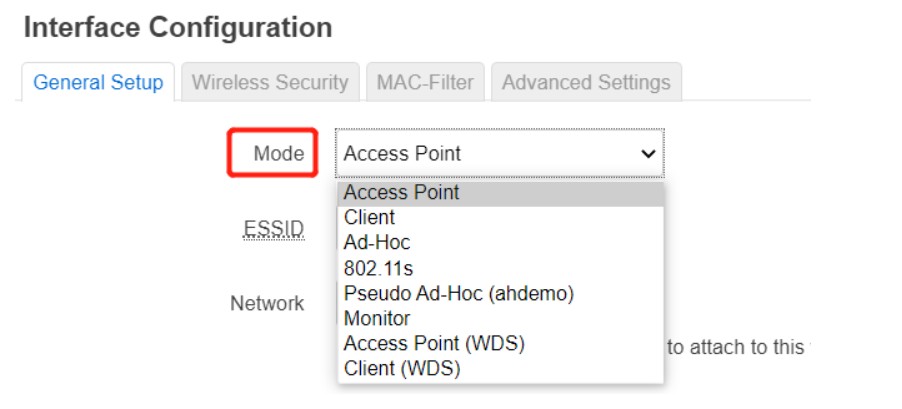 Interface Configuration
General Setup Wireless Security MAC-Filter Advanced Settings
Mode Access Point
Access Point
ESSID Client
Ad-Hoc
802.11s
Network Pseudo Ad-Hoc (ahdemo)
Monitor
Access Point (WDS) to attach to this
Client (WDS)